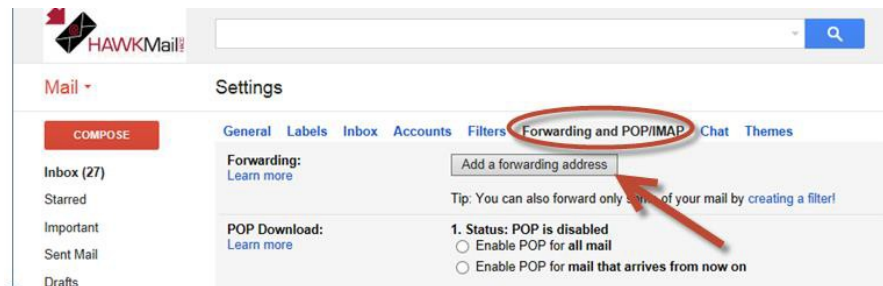 HAWKMail
Mail
Settings
COMPOSE
General Labels Inbox Accounts Filters Forwarding and POP/IMAP Chat Themes
Forwarding:
Learn more
Add a forwarding address
Tip: You can also forward only some of your mail by creating a filter!
Inbox (27)
Starred
Important
Sent Mail
Drafts
POP Download:
Learn more
1. Status: POP is disabled
Enable POP for all mail
Enable POP for mail that arrives from now on